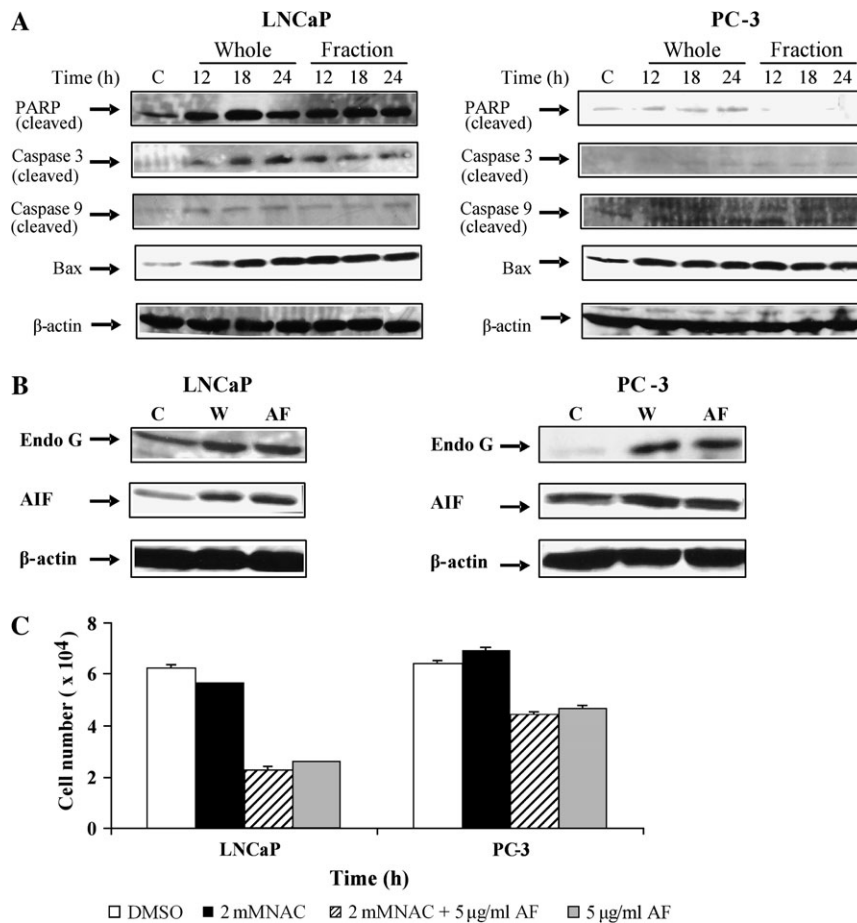 A
LNCaP
PC-3
Whole Fraction
Whole Fraction
Time (h) C 12 18 24 12 18 24
Time (h) C 12 18 24 12 18 24
PARP
(cleaved)
PARP
(cleaved)
Caspase 3
(cleaved)
Caspase 3
(cleaved)
Caspase 9
(cleaved)
Caspase 9
(cleaved)
Bax
Bax
β-actin
β-actin
B
LNCaP
PC -3
C W AF
C W AF
Endo G
Endo G
AIF
AIF
β-actin
β-actin
C
Cell number ( x 10⁴)
8
6
4
2
0
LNCaP PC-3
Time (h)
DMSO 2 mMNAC 2 mMNAC + 5 µg/ml AF 5 µg/ml AF